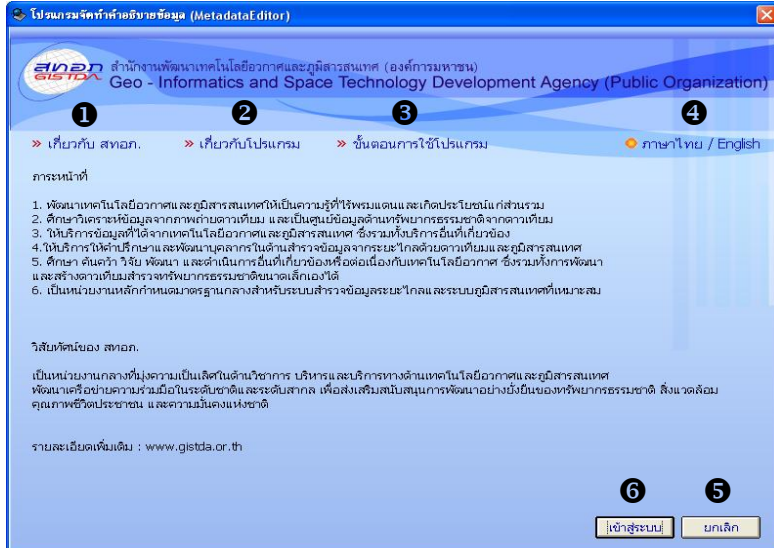 โปรแกรมจัดทำคำอธิบายข้อมูล (MetadataEditor)
สทอภ
GISTDA
สำนักงานพัฒนาเทคโนโลยีอวกาศและภูมิสารสนเทศ (องค์การมหาชน)
Geo - Informatics and Space Technology Development Agency (Public Organization)
❶ ❷ ❸ ❹
» เกี่ยวกับ สทอภ. » เกี่ยวกับโปรแกรม » ขั้นตอนการใช้โปรแกรม ภาษาไทย / English
ภาระหน้าที่
1. พัฒนาเทคโนโลยีอวกาศและภูมิสารสนเทศให้เป็นความรู้ที่ไร้พรมแดนและเกิดประโยชน์แก่ส่วนรวม
2. ศึกษาวิเคราะห์ข้อมูลจากภาพถ่ายดาวเทียม และเป็นศูนย์ข้อมูลด้านทรัพยากรธรรมชาติจากดาวเทียม
3. ให้บริการข้อมูลที่ได้จากเทคโนโลยีอวกาศและภูมิสารสนเทศ ซึ่งรวมทั้งบริการอื่นที่เกี่ยวข้อง
4.ให้บริการให้คำปรึกษาและพัฒนาบุคลากรในด้านสำรวจข้อมูลจากระยะไกลด้วยดาวเทียมและภูมิสารสนเทศ
5. ศึกษา ค้นคว้า วิจัย พัฒนา และดำเนินการอื่นที่เกี่ยวข้องหรือต่อเนื่องกับเทคโนโลยีอวกาศ ซึ่งรวมทั้งการพัฒนา
และสร้างดาวเทียมสำรวจทรัพยากรธรรมชาติขนาดเล็กเองได้
6. เป็นหน่วยงานหลักกำหนดมาตรฐานกลางสำหรับระบบสำรวจข้อมูลระยะไกลและระบบภูมิสารสนเทศที่เหมาะสม
วิสัยทัศน์ของ สทอภ.
เป็นหน่วยงานกลางที่มุ่งความเป็นเลิศในด้านวิชาการ บริหารและบริการทางด้านเทคโนโลยีอวกาศและภูมิสารสนเทศ
พัฒนาเครือข่ายความร่วมมือในระดับชาติและระดับสากล เพื่อส่งเสริมสนับสนุนการพัฒนาอย่างยั่งยืนของทรัพยากรธรรมชาติ สิ่งแวดล้อม
คุณภาพชีวิตประชาชน และความมั่นคงแห่งชาติ
รายละเอียดเพิ่มเติม : www.gistda.or.th
❻ ❺
เข้าสู่ระบบ ยกเลิก